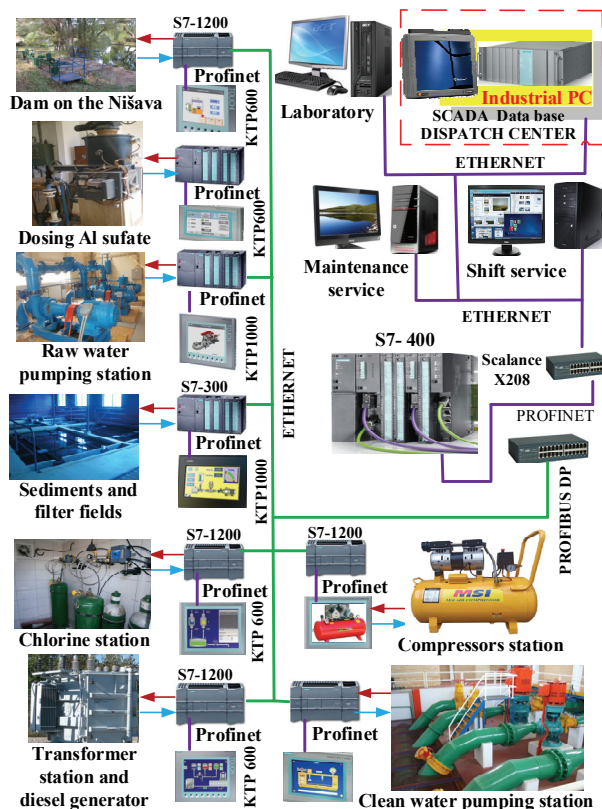 S7-1200
Profinet
KTP600
Dam on the Nišava
Profinet
KTP600
Dosing Al sufate
Profinet
KTP1000
Raw water
pumping station
S7-300
Profinet
KTP1000
Sediments and
filter fields
ETHERNET
S7-1200
Profinet
KTP 600
Chlorine station
S7-1200
Profinet
KTP 600
Transformer
station and
diesel generator
Laboratory
Industrial PC
SCADA Data base
DISPATCH CENTER
ETHERNET
Maintenance
service
Shift service
ETHERNET
S7- 400
Scalance
X208
PROFINET
PROFIBUS DP
S7-1200
Profinet
MSI
Compressors station
Profinet
Clean water pumping station